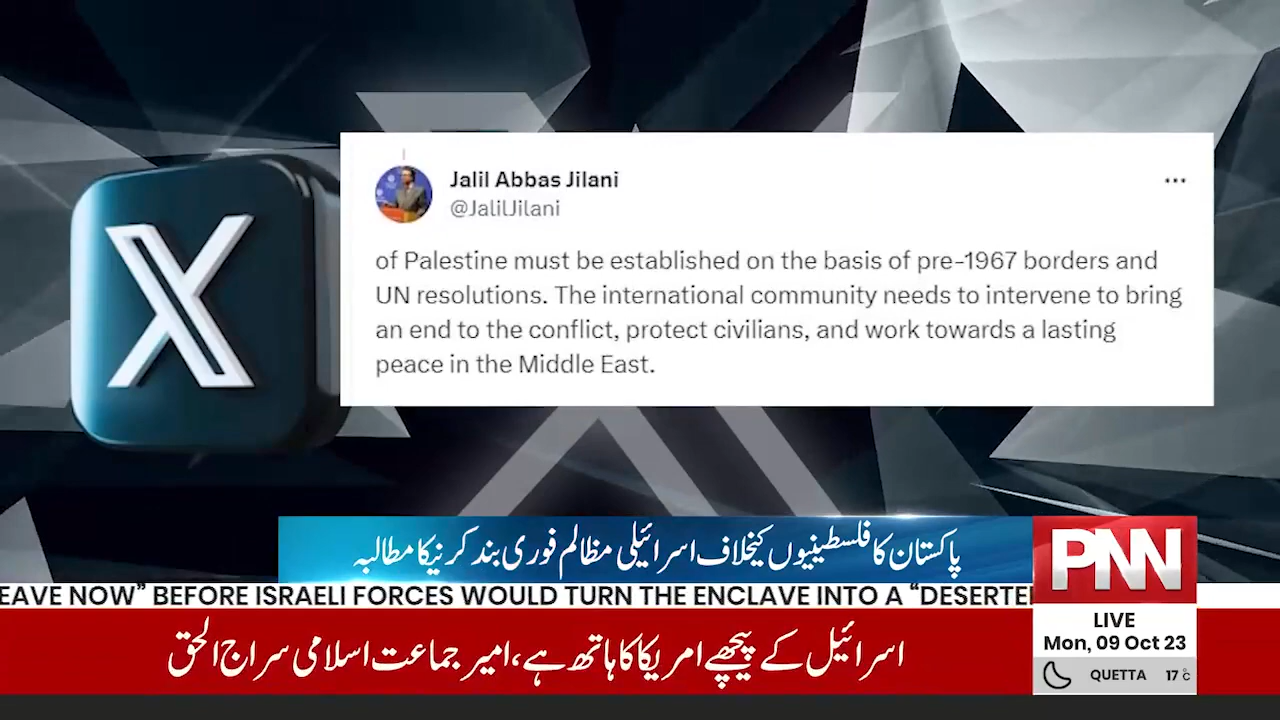 X
Jalil Abbas Jilani
@JalilJilani
of Palestine must be established on the basis of pre-1967 borders and
UN resolutions. The international community needs to intervene to bring
an end to the conflict, protect civilians, and work towards a lasting
peace in the Middle East.
پاکستان کا فلسطینیوں کیخلاف اسرائیلی مظالم فوری بند کرنیکا مطالبہ
PNN
EAVE NOW” BEFORE ISRAELI FORCES WOULD TURN THE ENCLAVE INTO A “DESERTE
LIVE
Mon, 09 Oct 23
اسرائیل کے پیچھے امریکا کا ہاتھ ہے، امیر جماعت اسلامی سراج الحق
QUETTA 17°C